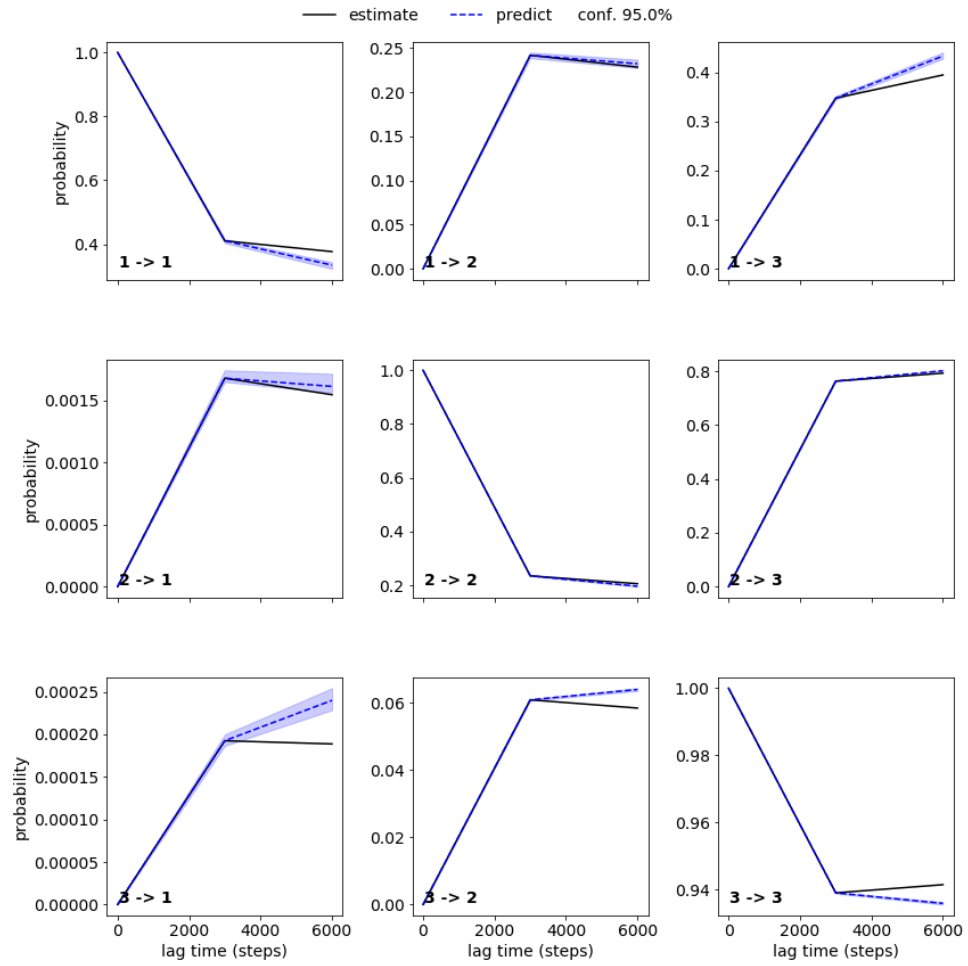 estimate predict conf. 95.0%
1.0
0.8
0.6
0.4
probability
1 -> 1
0.25
0.20
0.15
0.10
0.05
0.00
1 -> 2
0.4
0.3
0.2
0.1
0.0
1 -> 3
0.0015
0.0010
0.0005
0.0000
probability
2 -> 1
1.0
0.8
0.6
0.4
0.2
2 -> 2
0.8
0.6
0.4
0.2
0.0
2 -> 3
0.00025
0.00020
0.00015
0.00010
0.00005
0.00000
probability
3 -> 1
0 2000 4000 6000
lag time (steps)
0.06
0.04
0.02
0.00
3 -> 2
0 2000 4000 6000
lag time (steps)
1.00
0.98
0.96
0.94
3 -> 3
0 2000 4000 6000
lag time (steps)